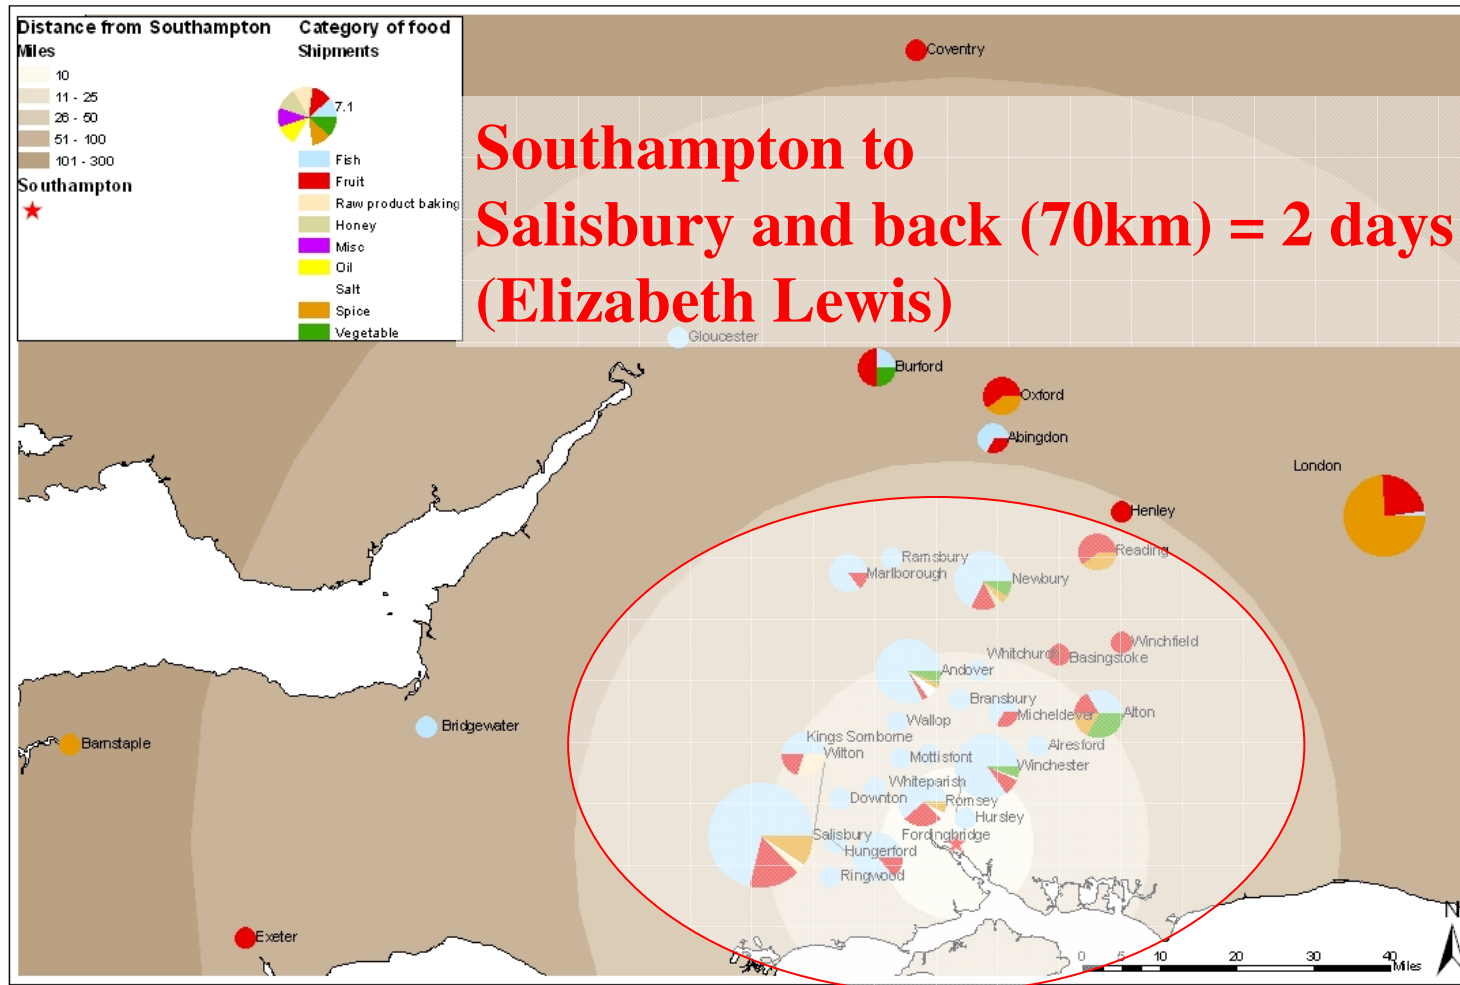 Distance from Southampton
Miles
10
11 - 25
26 - 50
51 - 100
101 - 300
Southampton
Category of food
Shipments
7.1
Fish
Fruit
Raw product baking
Honey
Misc
Oil
Salt
Spice
Vegetable
Southampton to
Salisbury and back (70km) = 2 days
(Elizabeth Lewis)
Coventry
Gloucester
Burford
Oxford
Abingdon
London
Henley
Reading
Ramsbury
Marlborough
Newbury
Winchfield
Whitchurch
Basingstoke
Andover
Bransbury
Micheldever
Alton
Wallop
Bridgewater
Barnstaple
Kings Somborne
Wilton
Mottisfont
Alresford
Winchester
Whiteparish
Downton
Romsey
Hursley
Salisbury
Fordingbridge
Hungerford
Ringwood
Exeter
N
0 5 10 20 30 40
Miles